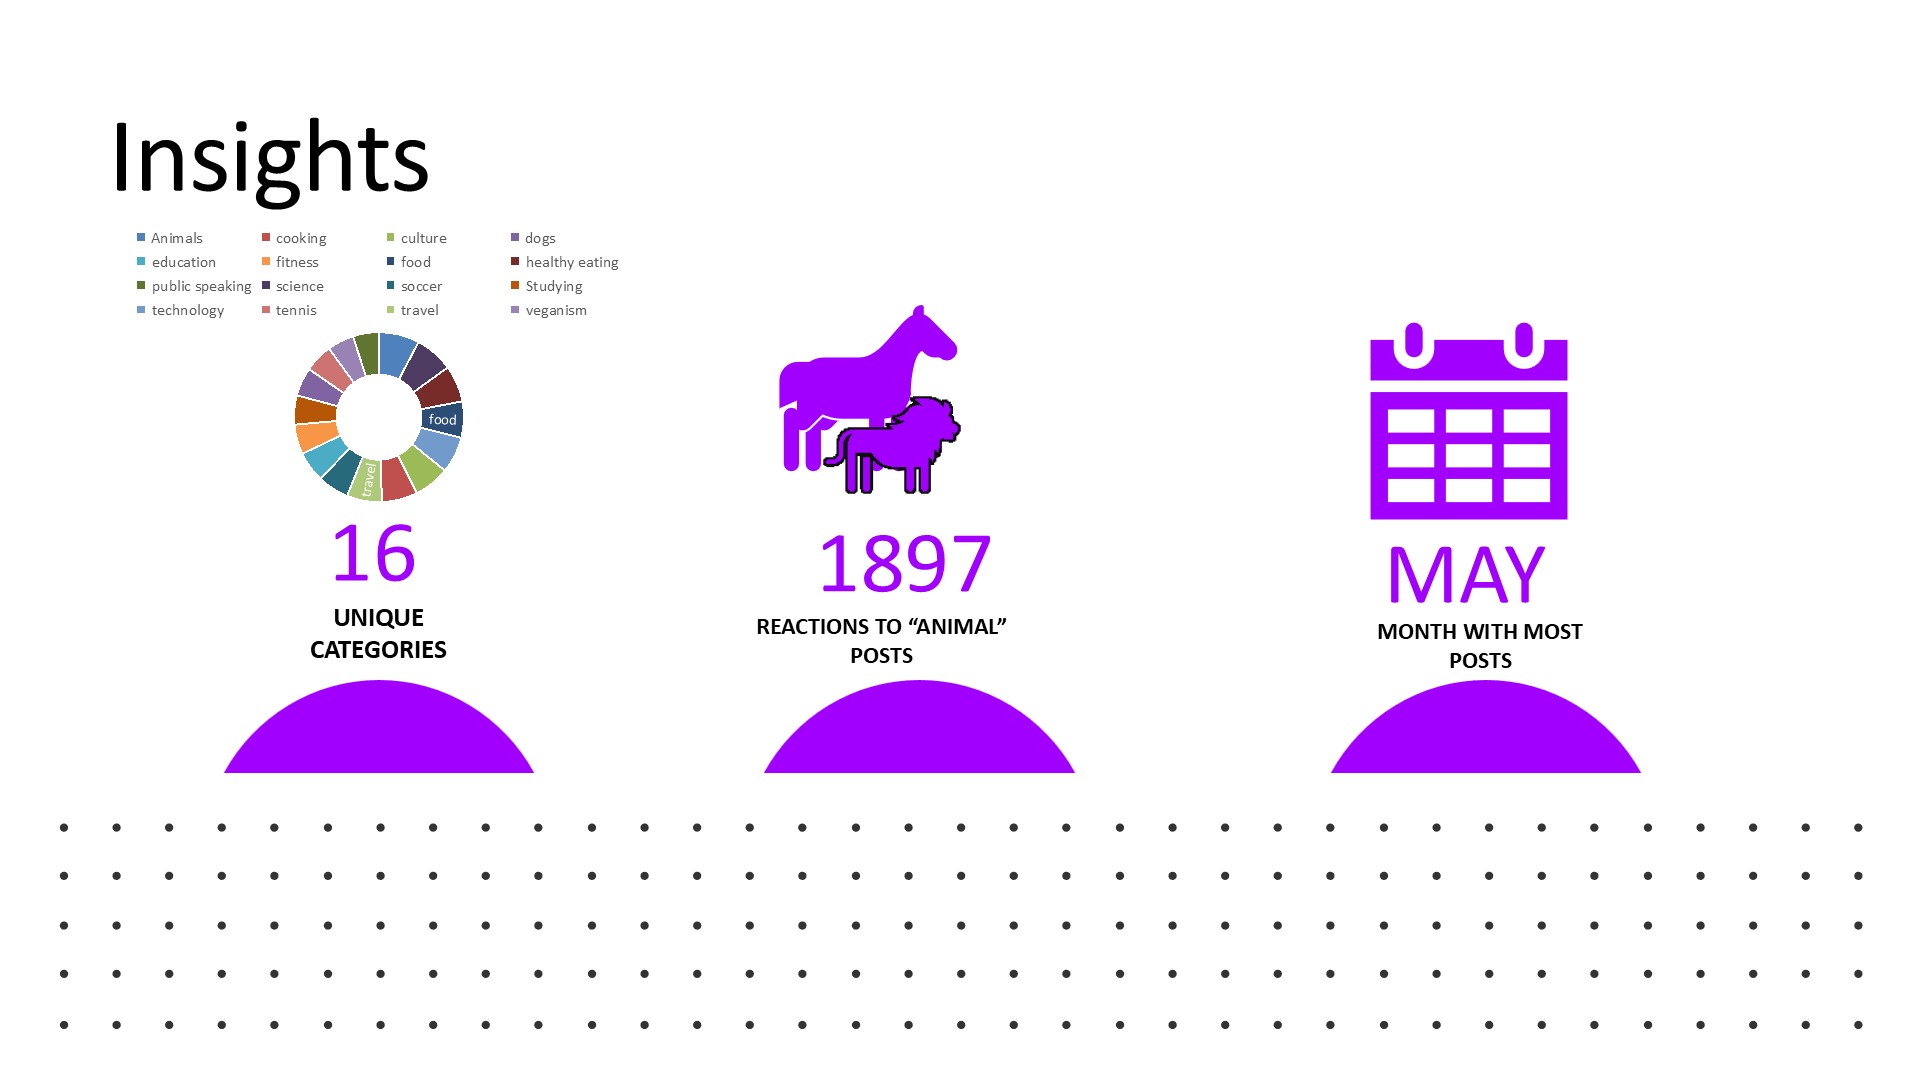 Insights
Animals cooking culture dogs
education fitness food healthy eating
public speaking science soccer Studying
technology tennis travel veganism
food
travel
16
UNIQUE
CATEGORIES
1897
REACTIONS TO “ANIMAL”
POSTS
MAY
MONTH WITH MOST
POSTS